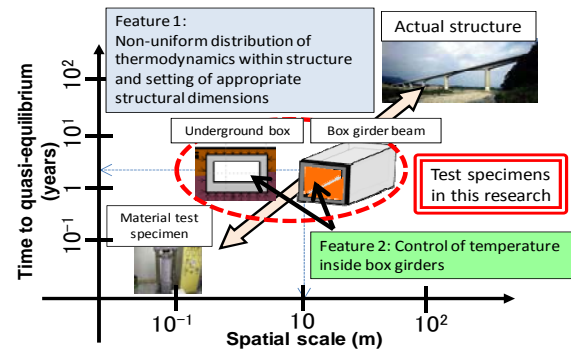 Feature 1:
Non-uniform distribution of
thermodynamics within structure
and setting of appropriate
structural dimensions
Actual structure
Time to quasi-equilibrium
(years)
10²
10¹
1
10⁻¹
Underground box
Box girder beam
Test specimens
in this research
Material test
specimen
Feature 2: Control of temperature
inside box girders
10⁻¹
10
10²
Spatial scale (m)